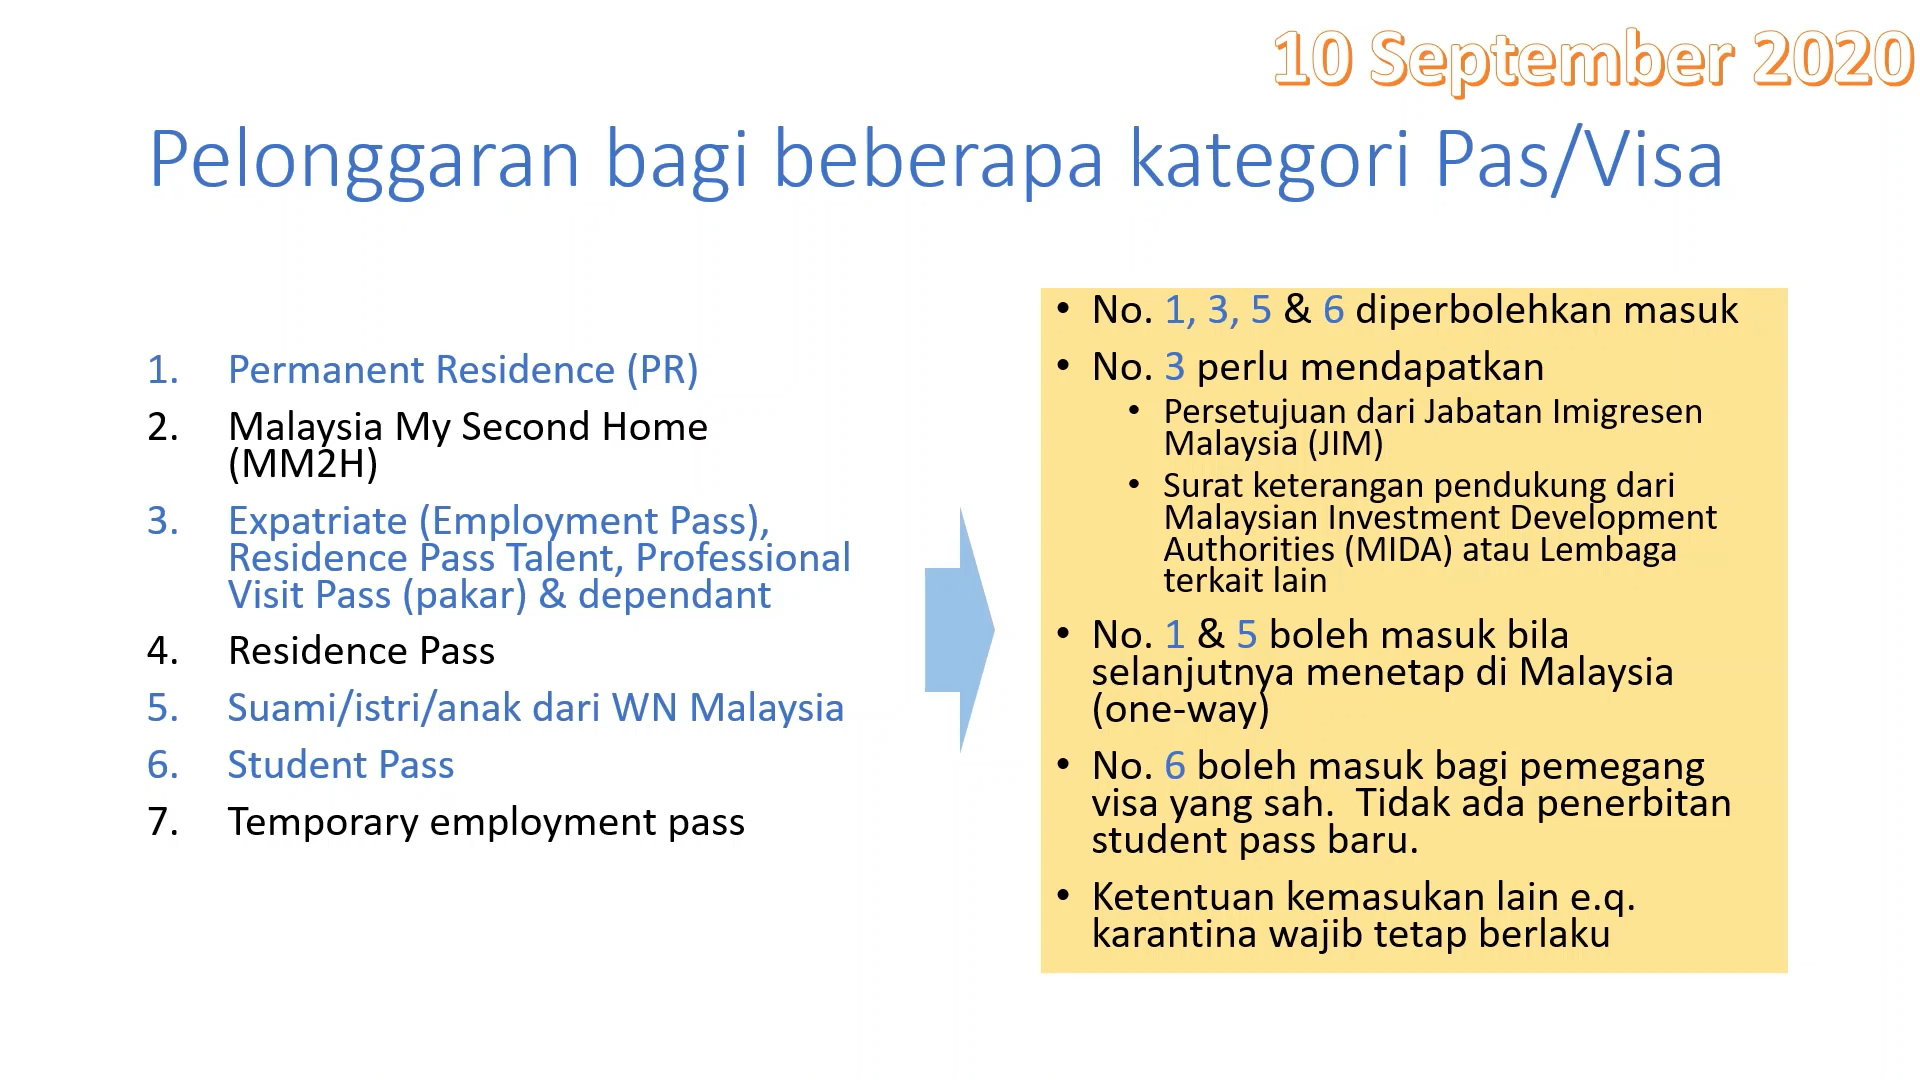 10 September 2020
Pelonggaran bagi beberapa kategori Pas/Visa
1. Permanent Residence (PR)
2. Malaysia My Second Home
(MM2H)
3. Expatriate (Employment Pass),
Residence Pass Talent, Professional
Visit Pass (pakar) & dependant
4. Residence Pass
5. Suami/istri/anak dari WN Malaysia
6. Student Pass
7. Temporary employment pass
• No. 1, 3, 5 & 6 diperbolehkan masuk
• No. 3 perlu mendapatkan
• Persetujuan dari Jabatan Imigresen
Malaysia (JIM)
• Surat keterangan pendukung dari
Malaysian Investment Development
Authorities (MIDA) atau Lembaga
terkait lain
• No. 1 & 5 boleh masuk bila
selanjutnya menetap di Malaysia
(one-way)
• No. 6 boleh masuk bagi pemegang
visa yang sah. Tidak ada penerbitan
student pass baru.
• Ketentuan kemasukan lain e.q.
karantina wajib tetap berlaku